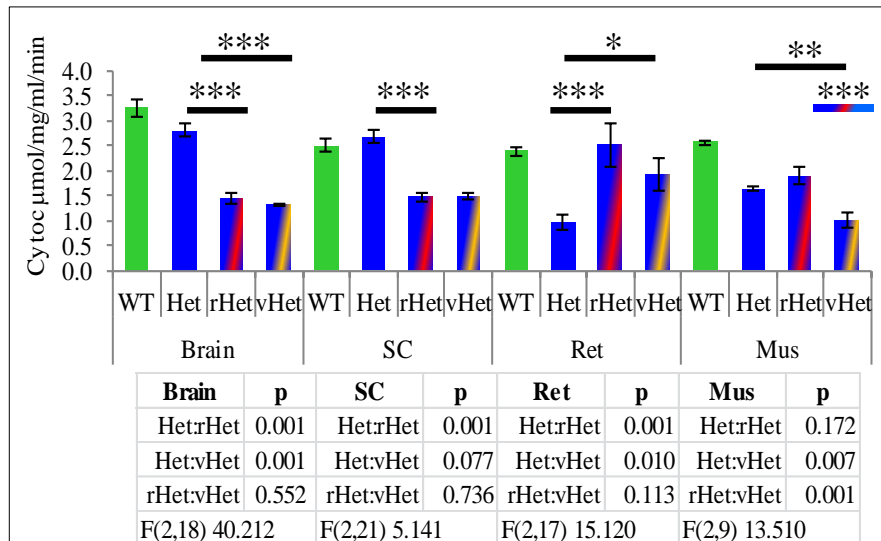 *** * **
*** *** *** ***
Cytoc µmol/mg/ml/min
4.0
3.5
3.0
2.5
2.0
1.5
1.0
0.5
0.0
WT Het rHet vHet WT Het rHet vHet WT Het rHet vHet WT Het rHet vHet
Brain SC Ret Mus
Brain p SC p Ret p Mus p
Het:rHet 0.001 Het:rHet 0.001 Het:rHet 0.001 Het:rHet 0.172
Het:vHet 0.001 Het:vHet 0.077 Het:vHet 0.010 Het:vHet 0.007
rHet:vHet 0.552 rHet:vHet 0.736 rHet:vHet 0.113 rHet:vHet 0.001
F(2,18) 40.212 F(2,21) 5.141 F(2,17) 15.120 F(2,9) 13.510